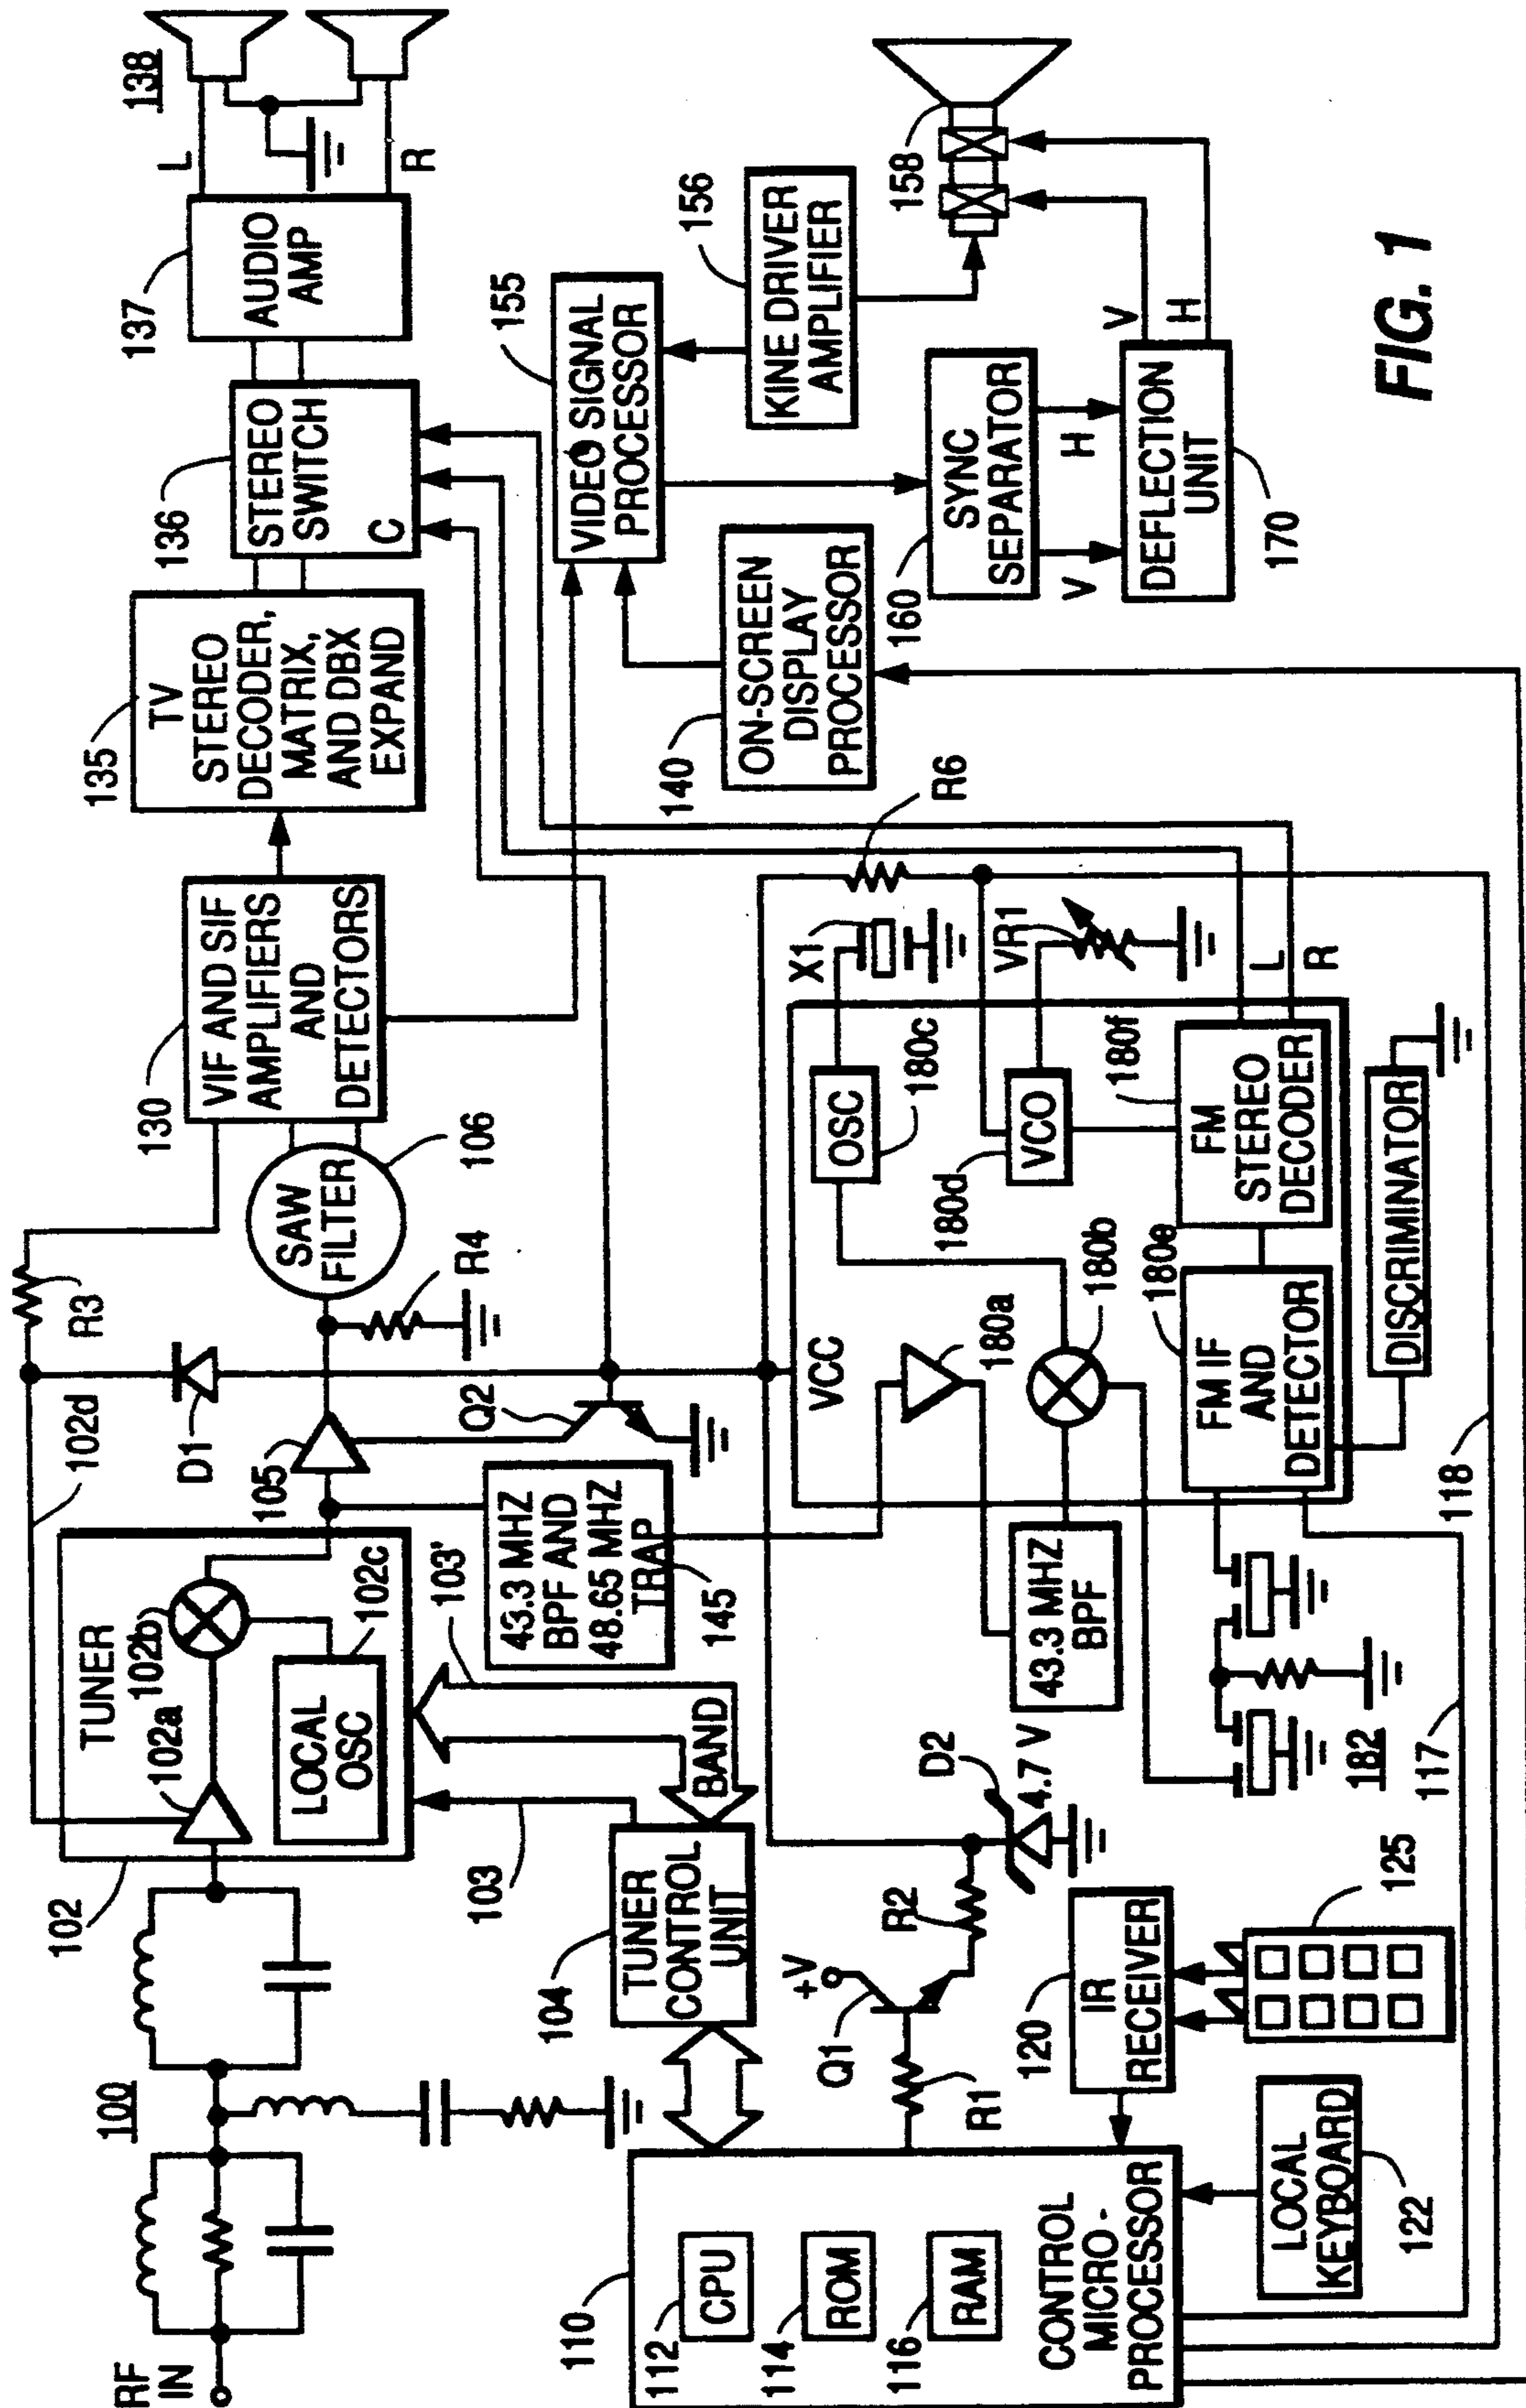 RF
IN
100
102
TUNER
102a
102b
LOCAL
OSC
102c
102d
R3
D1
105
SAW
FILTER
106
R4
Q2
130
VIF AND SIF
AMPLIFIERS
AND
DETECTORS
135
TV
STEREO
DECODER,
MATRIX,
AND DBX
EXPAND
136
STEREO
SWITCH
C
137
AUDIO
AMP
L
R
138
103
103'
BAND
104
TUNER
CONTROL
UNIT
43.3 MHZ
BPF AND
48.65 MHZ
TRAP
145
155
VIDEO SIGNAL
PROCESSOR
156
KINE DRIVER
AMPLIFIER
158
140
ON-SCREEN
DISPLAY
PROCESSOR
160
SYNC
SEPARATOR
V
H
DEFLECTION
UNIT
170
V
H
110
112
CPU
114
ROM
116
RAM
CONTROL
MICRO-
PROCESSOR
R1
Q1
+V
R2
D2
4.7 V
120
IR
RECEIVER
125
LOCAL
KEYBOARD
122
VCC
180a
43.3 MHZ
BPF
180b
OSC
180c
X1
R6
VCO
180d
VR1
180e
FM IF
AND
DETECTOR
FM
STEREO
DECODER
180f
L
R
DISCRIMINATOR
182
117
118
FIG. 1